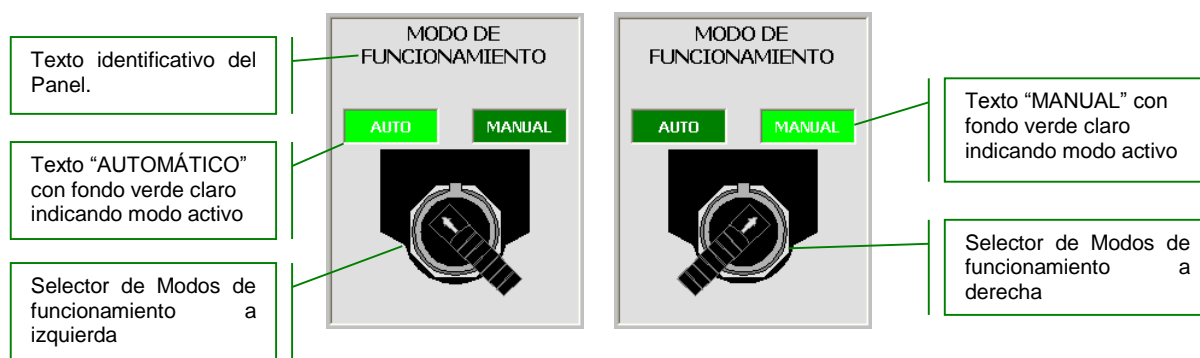 Texto identificativo del
Panel.
Texto “AUTOMÁTICO”
con fondo verde claro
indicando modo activo
Selector de Modos de
funcionamiento a
izquierda
MODO DE
FUNCIONAMIENTO
AUTO MANUAL
MODO DE
FUNCIONAMIENTO
AUTO MANUAL
Texto “MANUAL” con
fondo verde claro
indicando modo activo
Selector de Modos de
funcionamiento a
derecha